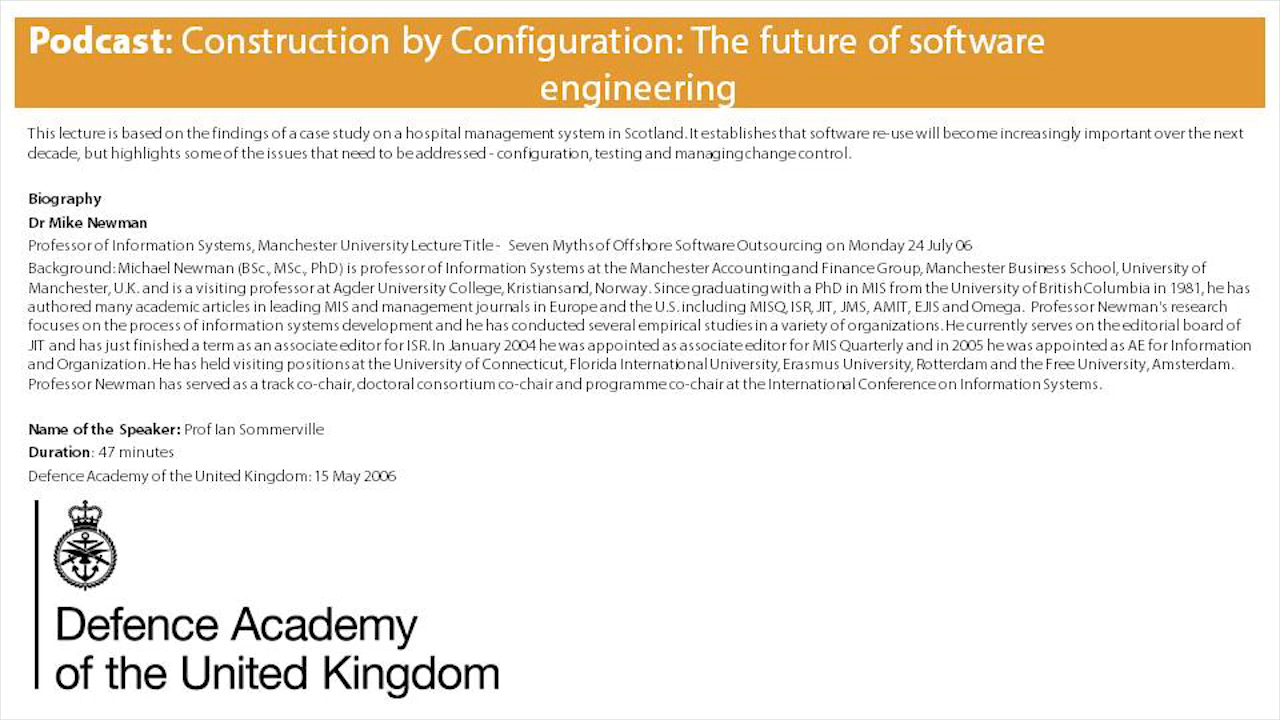 Podcast: Construction by Configuration: The future of software
engineering
This lecture is based on the findings of a case study on a hospital management system in Scotland. It establishes that software re-use will become increasingly important over the next
decade, but highlights some of the issues that need to be addressed - configuration, testing and managing change control.
Biography
Dr Mike Newman
Professor of Information Systems, Manchester University Lecture Title - Seven Myths of Offshore Software Outsourcing on Monday 24 July 06
Background: Michael Newman (BSc., MSc., PhD) is professor of Information Systems at the Manchester Accounting and Finance Group, Manchester Business School, University of
Manchester, U.K. and is a visiting professor at Agder University College, Kristiansand, Norway. Since graduating with a PhD in MIS from the University of British Columbia in 1981, he has
authored many academic articles in leading MIS and management journals in Europe and the U.S. including MISQ, ISR, JIT, JMS, AMIT, EJIS and Omega. Professor Newman's research
focuses on the process of information systems development and he has conducted several empirical studies in a variety of organizations. He currently serves on the editorial board of
JIT and has just finished a term as an associate editor for ISR. In January 2004 he was appointed as associate editor for MIS Quarterly and in 2005 he was appointed as AE for Information
and Organization. He has held visiting positions at the University of Connecticut, Florida International University, Erasmus University, Rotterdam and the Free University, Amsterdam.
Professor Newman has served as a track co-chair, doctoral consortium co-chair and programme co-chair at the International Conference on Information Systems.
Name of the Speaker: Prof Ian Sommerville
Duration: 47 minutes
Defence Academy of the United Kingdom: 15 May 2006
Defence Academy
of the United Kingdom